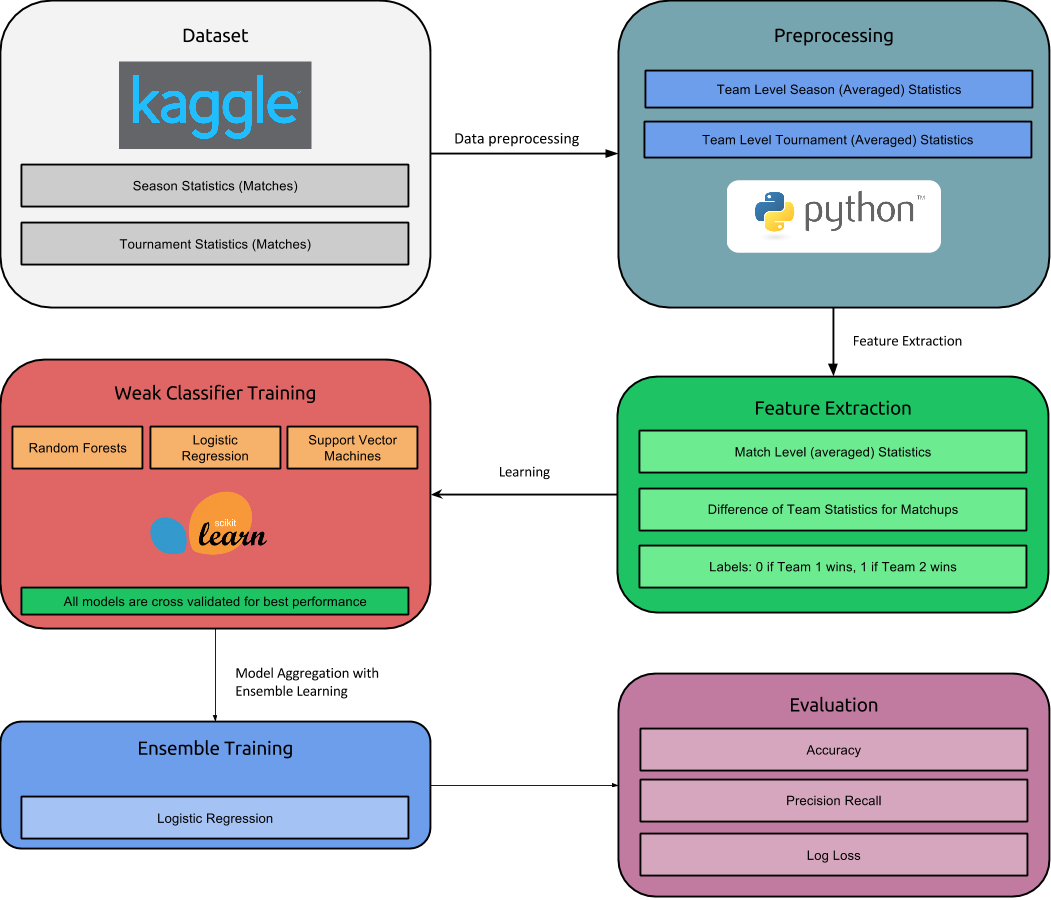 Dataset
kaggle
Season Statistics (Matches)
Tournament Statistics (Matches)
Data preprocessing
Preprocessing
Team Level Season (Averaged) Statistics
Team Level Tournament (Averaged) Statistics
python™
Feature Extraction
Feature Extraction
Match Level (averaged) Statistics
Difference of Team Statistics for Matchups
Labels: 0 if Team 1 wins, 1 if Team 2 wins
Learning
Weak Classifier Training
Random Forests
Logistic
Regression
Support Vector
Machines
scikit
learn
All models are cross validated for best performance
Model Aggregation with
Ensemble Learning
Ensemble Training
Logistic Regression
Evaluation
Accuracy
Precision Recall
Log Loss